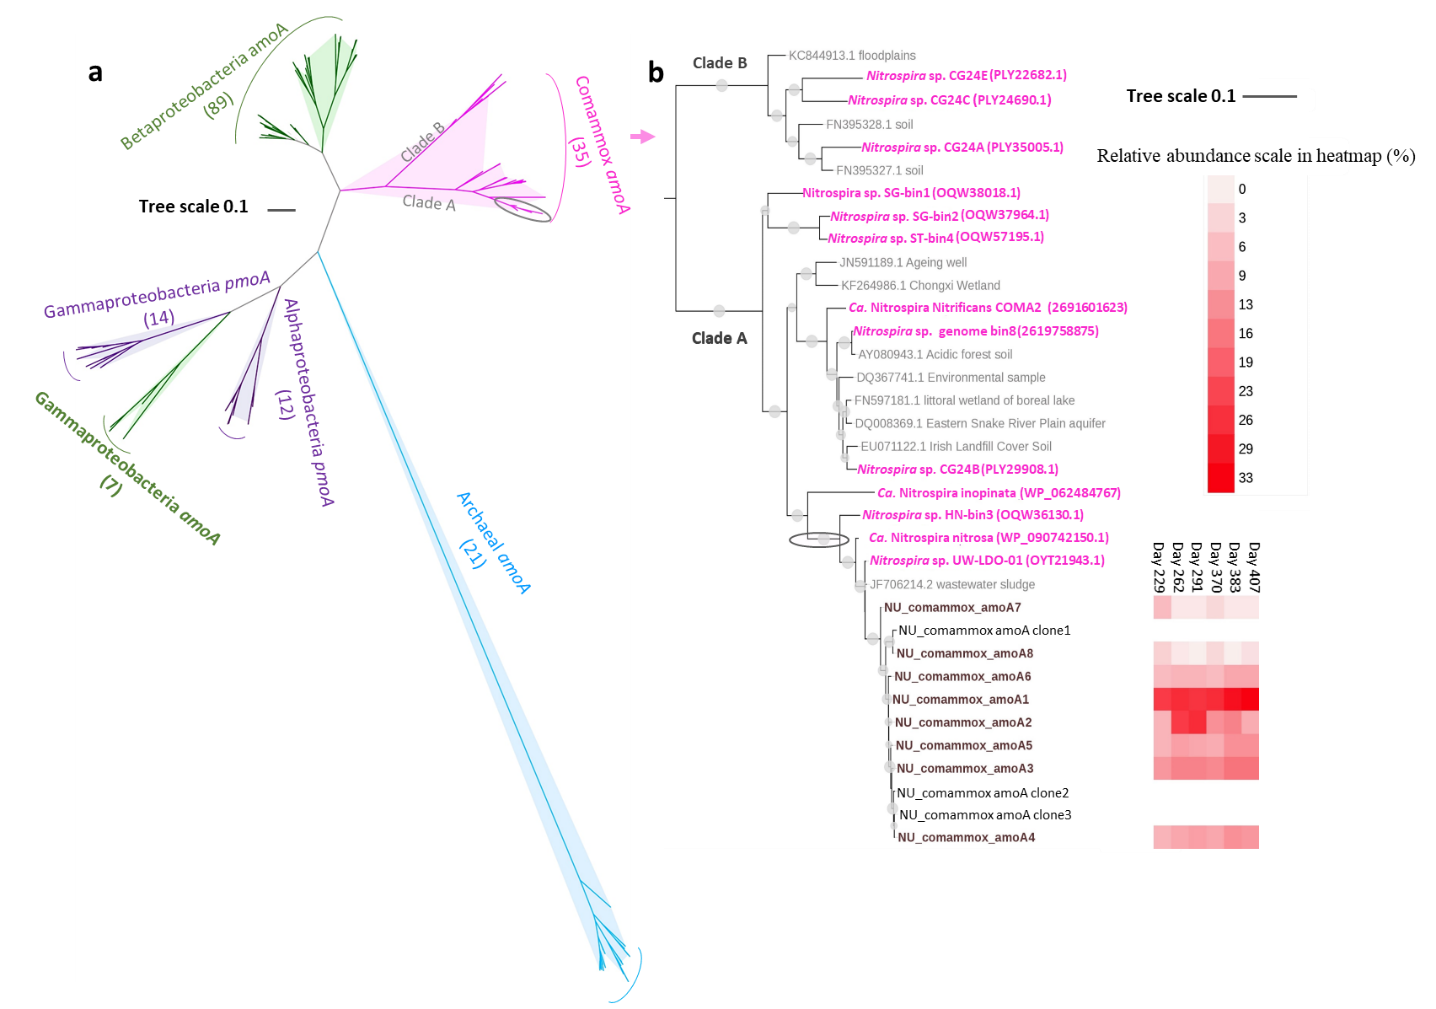 a
Betaproteobacteria amoA
(89)
Clade B
Clade A
Comammox amoA
(35)
Tree scale 0.1
Gammaproteobacteria pmoA
(14)
Alphaproteobacteria pmoA
(12)
Gammaproteobacteria amoA
(7)
Archaeal amoA
(21)
b
Clade B
Clade A
KC844913.1 floodplains
Nitrospira sp. CG24E (PLY22682.1)
Nitrospira sp. CG24C (PLY24690.1)
FN395328.1 soil
Nitrospira sp. CG24A (PLY35005.1)
FN395327.1 soil
Nitrospira sp. SG-bin1 (OQW38018.1)
Nitrospira sp. SG-bin2 (OQW37964.1)
Nitrospira sp. ST-bin4 (OQW57195.1)
JN591189.1 Ageing well
KF264986.1 Chongxi Wetland
Ca. Nitrospira Nitrificans COMA2 (2691601623)
Nitrospira sp. genome bin8 (2619758875)
AY080943.1 Acidic forest soil
DQ367741.1 Environmental sample
FN597181.1 littoral wetland of boreal lake
DQ008369.1 Eastern Snake River Plain aquifer
EU071122.1 Irish Landfill Cover Soil
Nitrospira sp. CG24B (PLY29908.1)
Ca. Nitrospira inopinata (WP_062484767)
Nitrospira sp. HN-bin3 (OQW36130.1)
Ca. Nitrospira nitrosa (WP_090742150.1)
Nitrospira sp. UW-LDO-01 (OYT21943.1)
JF706214.2 wastewater sludge
NU_comammox_amoA7
NU_comammox amoA clone1
NU_comammox_amoA8
NU_comammox_amoA6
NU_comammox_amoA1
NU_comammox_amoA2
NU_comammox_amoA5
NU_comammox_amoA3
NU_comammox amoA clone2
NU_comammox amoA clone3
NU_comammox_amoA4
Tree scale 0.1
Relative abundance scale in heatmap (%)
0
3
6
9
13
16
19
23
26
29
33
Day 229
Day 262
Day 291
Day 370
Day 383
Day 407